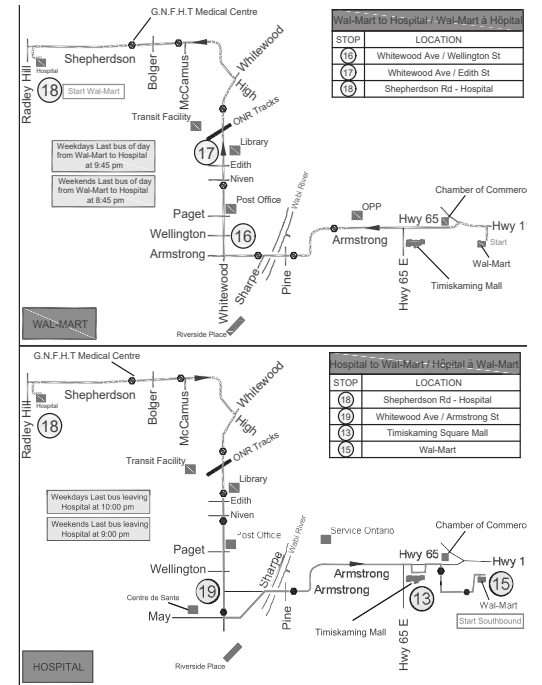 G.N.F.H.T Medical Centre
Wal-Mart to Hospital / Wal-Mart à Hôpital
STOP LOCATION
16 Whitewood Ave / Wellington St
17 Whitewood Ave / Edith St
18 Shepherdson Rd - Hospital
Radley Hill
Hospital
Shepherdson
Bolger
McCamus
Whitewood
High
18
Start Wal-Mart
Transit Facility
ONR Tracks
Library
17
Edith
Niven
Weekdays Last bus of day
from Wal-Mart to Hospital
at 9:45 pm
Weekends Last bus of day
from Wal-Mart to Hospital
at 8:45 pm
Post Office
Paget
Wellington
16
Armstrong
Whitewood
Sharpe
Pine
Wabi River
OPP
Armstrong
Hwy 65
Chamber of Commerc
Hwy 1
Start
Wal-Mart
Timiskaming Mall
Hwy 65 E
Riverside Place
WAL-MART
G.N.F.H.T Medical Centre
Hospital to Wal-Mart / Hôpital à Wal-Mart
STOP LOCATION
18 Shepherdson Rd - Hospital
19 Whitewood Ave / Armstrong St
13 Timiskaming Square Mall
15 Wal-Mart
Radley Hill
Hospital
Shepherdson
Bolger
McCamus
Whitewood
High
18
Transit Facility
ONR Tracks
Library
Edith
Niven
Weekdays Last bus leaving
Hospital at 10:00 pm
Weekends Last bus leaving
Hospital at 9:00 pm
Post Office
Paget
Wellington
19
Centre de Sante
May
Sharpe
Pine
Wabi River
Service Ontario
Armstrong
Armstrong
Hwy 65
Chamber of Commerc
Hwy 1
13
15
Wal-Mart
Start Southbound
Timiskaming Mall
Hwy 65 E
Riverside Place
HOSPITAL